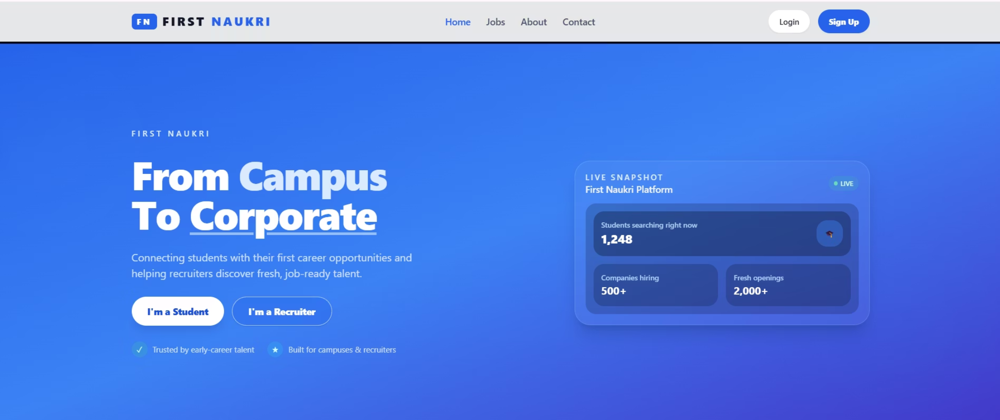 FN FIRST NAUKRI
Home Jobs About Contact
Login Sign Up
FIRST NAUKRI
From Campus
To Corporate
Connecting students with their first career opportunities and
helping recruiters discover fresh, job-ready talent.
I'm a Student I'm a Recruiter
✓ Trusted by early-career talent ★ Built for campuses & recruiters
LIVE SNAPSHOT
First Naukri Platform
LIVE
Students searching right now
1,248
Companies hiring
500+
Fresh openings
2,000+